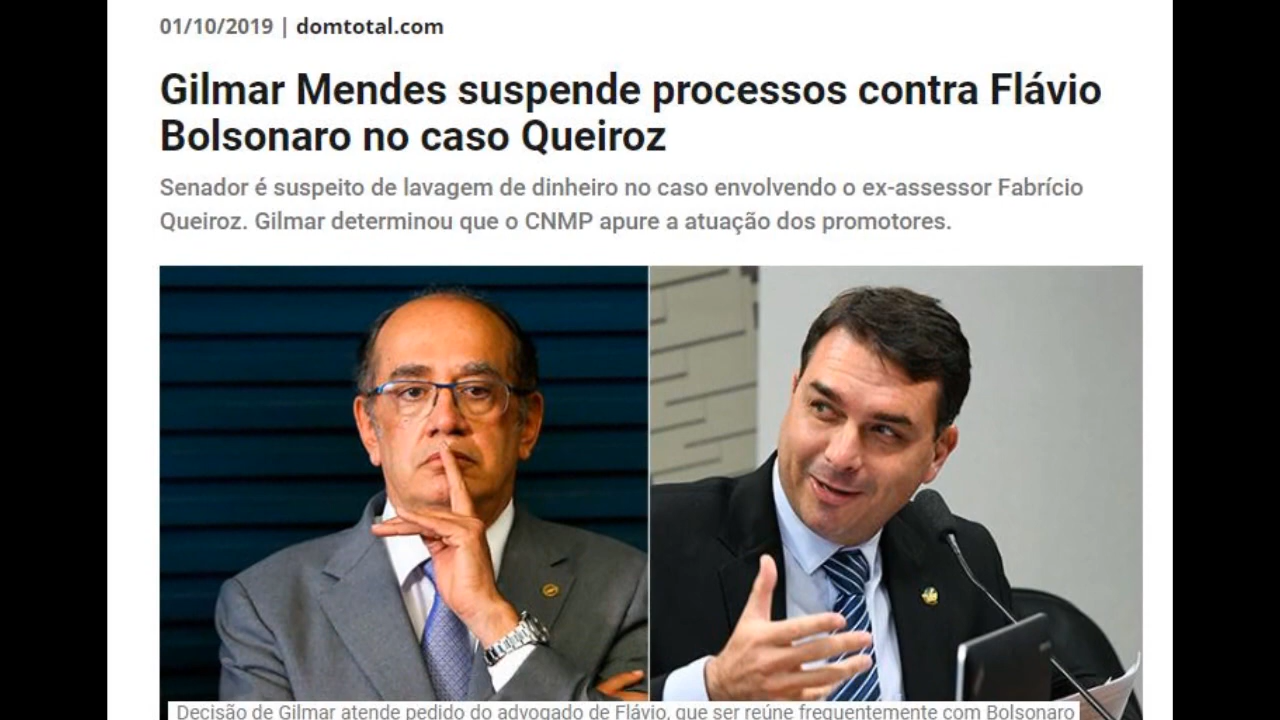 01/10/2019 | domtotal.com
Gilmar Mendes suspende processos contra Flávio
Bolsonaro no caso Queiroz
Senador é suspeito de lavagem de dinheiro no caso envolvendo o ex-assessor Fabrício
Queiroz. Gilmar determinou que o CNMP apure a atuação dos promotores.
Decisão de Gilmar atende pedido do advogado de Flávio, que ser reúne frequentemente com Bolsonaro